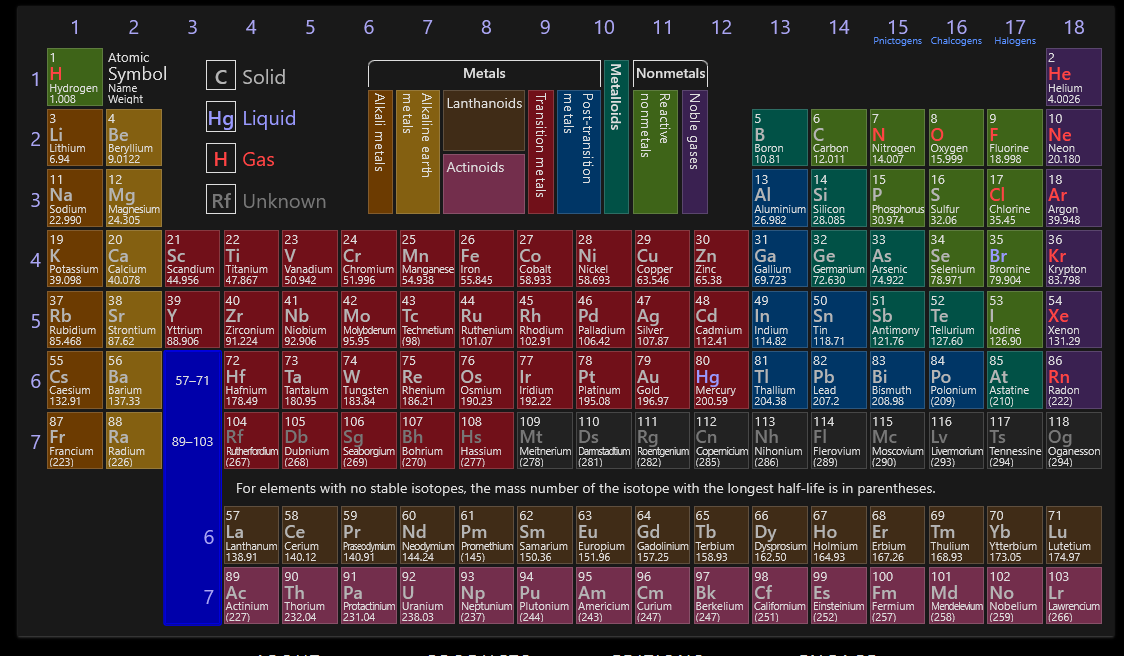 1 2 3 4 5 6 7 8 9 10 11 12 13 14 15 16 17 18
Pnictogens Chalcogens Halogens
1
1
H
Hydrogen
1.008
Atomic
Symbol
Name
Weight
C Solid
Hg Liquid
H Gas
Rf Unknown
Metals
Metalloids
Nonmetals
Alkali metals
Alkaline earth metals
Lanthanoids
Actinoids
Transition metals
Post-transition metals
Reactive nonmetals
Noble gases
2
He
Helium
4.0026
2
3 4 5 6 7 8 9 10
Li Be B C N O F Ne
Lithium Beryllium Boron Carbon Nitrogen Oxygen Fluorine Neon
6.94 9.0122 10.81 12.011 14.007 15.999 18.998 20.180
3
11 12 13 14 15 16 17 18
Na Mg Al Si P S Cl Ar
Sodium Magnesium Aluminium Silicon Phosphorus Sulfur Chlorine Argon
22.990 24.305 26.982 28.085 30.974 32.06 35.45 39.948
4
19 20 21 22 23 24 25 26 27 28 29 30 31 32 33 34 35 36
K Ca Sc Ti V Cr Mn Fe Co Ni Cu Zn Ga Ge As Se Br Kr
Potassium Calcium Scandium Titanium Vanadium Chromium Manganese Iron Cobalt Nickel Copper Zinc Gallium Germanium Arsenic Selenium Bromine Krypton
39.098 40.078 44.956 47.867 50.942 51.996 54.938 55.845 58.933 58.693 63.546 65.38 69.723 72.630 74.922 78.971 79.904 83.798
5
37 38 39 40 41 42 43 44 45 46 47 48 49 50 51 52 53 54
Rb Sr Y Zr Nb Mo Tc Ru Rh Pd Ag Cd In Sn Sb Te I Xe
Rubidium Strontium Yttrium Zirconium Niobium Molybdenum Technetium Ruthenium Rhodium Palladium Silver Cadmium Indium Tin Antimony Tellurium Iodine Xenon
85.468 87.62 88.906 91.224 92.906 95.95 (98) 101.07 102.91 106.42 107.87 112.41 114.82 118.71 121.76 127.60 126.90 131.29
6
55 56 57–71 72 73 74 75 76 77 78 79 80 81 82 83 84 85 86
Cs Ba Hf Ta W Re Os Ir Pt Au Hg Tl Pb Bi Po At Rn
Caesium Barium Hafnium Tantalum Tungsten Rhenium Osmium Iridium Platinum Gold Mercury Thallium Lead Bismuth Polonium Astatine Radon
132.91 137.33 178.49 180.95 183.84 186.21 190.23 192.22 195.08 196.97 200.59 204.38 207.2 208.98 (209) (210) (222)
7
87 88 89–103 104 105 106 107 108 109 110 111 112 113 114 115 116 117 118
Fr Ra Rf Db Sg Bh Hs Mt Ds Rg Cn Nh Fl Mc Lv Ts Og
Francium Radium Rutherfordium Dubnium Seaborgium Bohrium Hassium Meitnerium Darmstadtium Roentgenium Copernicium Nihonium Flerovium Moscovium Livermorium Tennessine Oganesson
(223) (226) (267) (268) (269) (270) (277) (278) (281) (282) (285) (286) (289) (290) (293) (294) (294)
For elements with no stable isotopes, the mass number of the isotope with the longest half-life is in parentheses.
6
57 58 59 60 61 62 63 64 65 66 67 68 69 70 71
La Ce Pr Nd Pm Sm Eu Gd Tb Dy Ho Er Tm Yb Lu
Lanthanum Cerium Praseodymium Neodymium Promethium Samarium Europium Gadolinium Terbium Dysprosium Holmium Erbium Thulium Ytterbium Lutetium
138.91 140.12 140.91 144.24 (145) 150.36 151.96 157.25 158.93 162.50 164.93 167.26 168.93 173.05 174.97
7
89 90 91 92 93 94 95 96 97 98 99 100 101 102 103
Ac Th Pa U Np Pu Am Cm Bk Cf Es Fm Md No Lr
Actinium Thorium Protactinium Uranium Neptunium Plutonium Americium Curium Berkelium Californium Einsteinium Fermium Mendelevium Nobelium Lawrencium
(227) 232.04 231.04 238.03 (237) (244) (243) (247) (247) (251) (252) (257) (258) (259) (266)